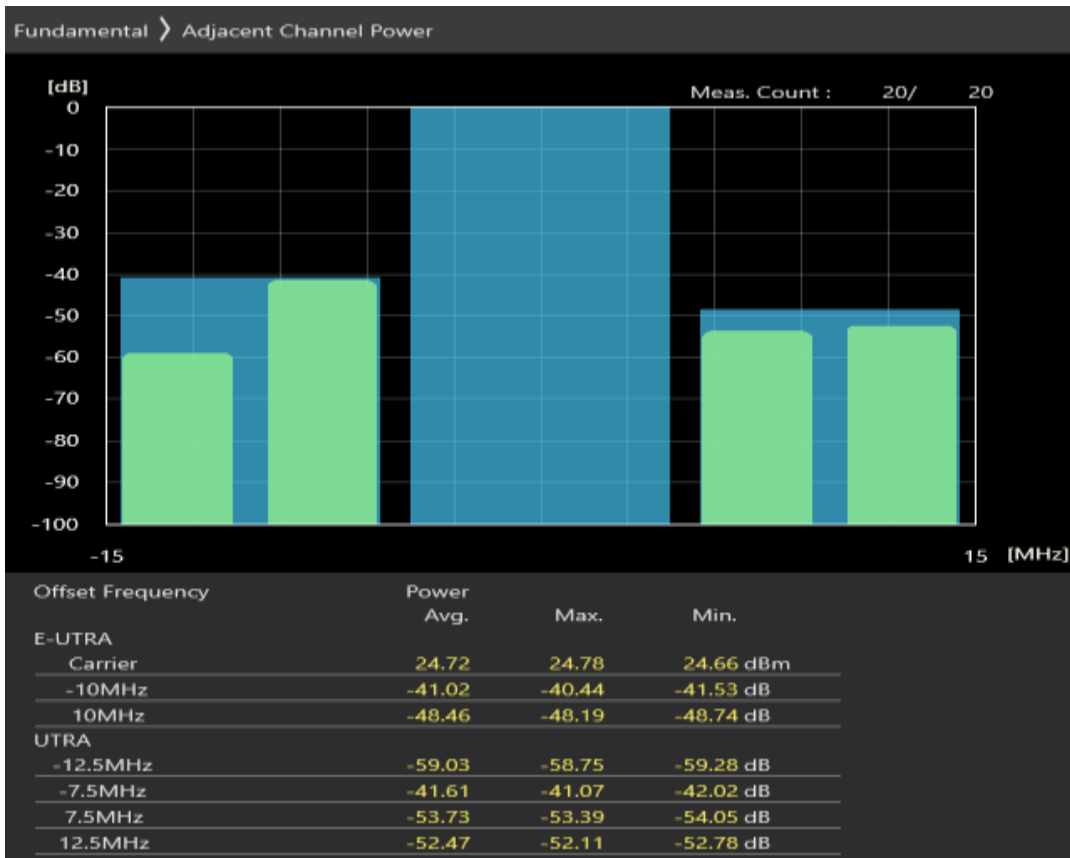 Fundamental ❯ Adjacent Channel Power
[dB]
Meas. Count : 20/ 20
0
-10
-20
-30
-40
-50
-60
-70
-80
-90
-100
-15 15 [MHz]
Offset Frequency Power
Avg. Max. Min.
E-UTRA
Carrier 24.72 24.78 24.66 dBm
-10MHz -41.02 -40.44 -41.53 dB
10MHz -48.46 -48.19 -48.74 dB
UTRA
-12.5MHz -59.03 -58.75 -59.28 dB
-7.5MHz -41.61 -41.07 -42.02 dB
7.5MHz -53.73 -53.39 -54.05 dB
12.5MHz -52.47 -52.11 -52.78 dB